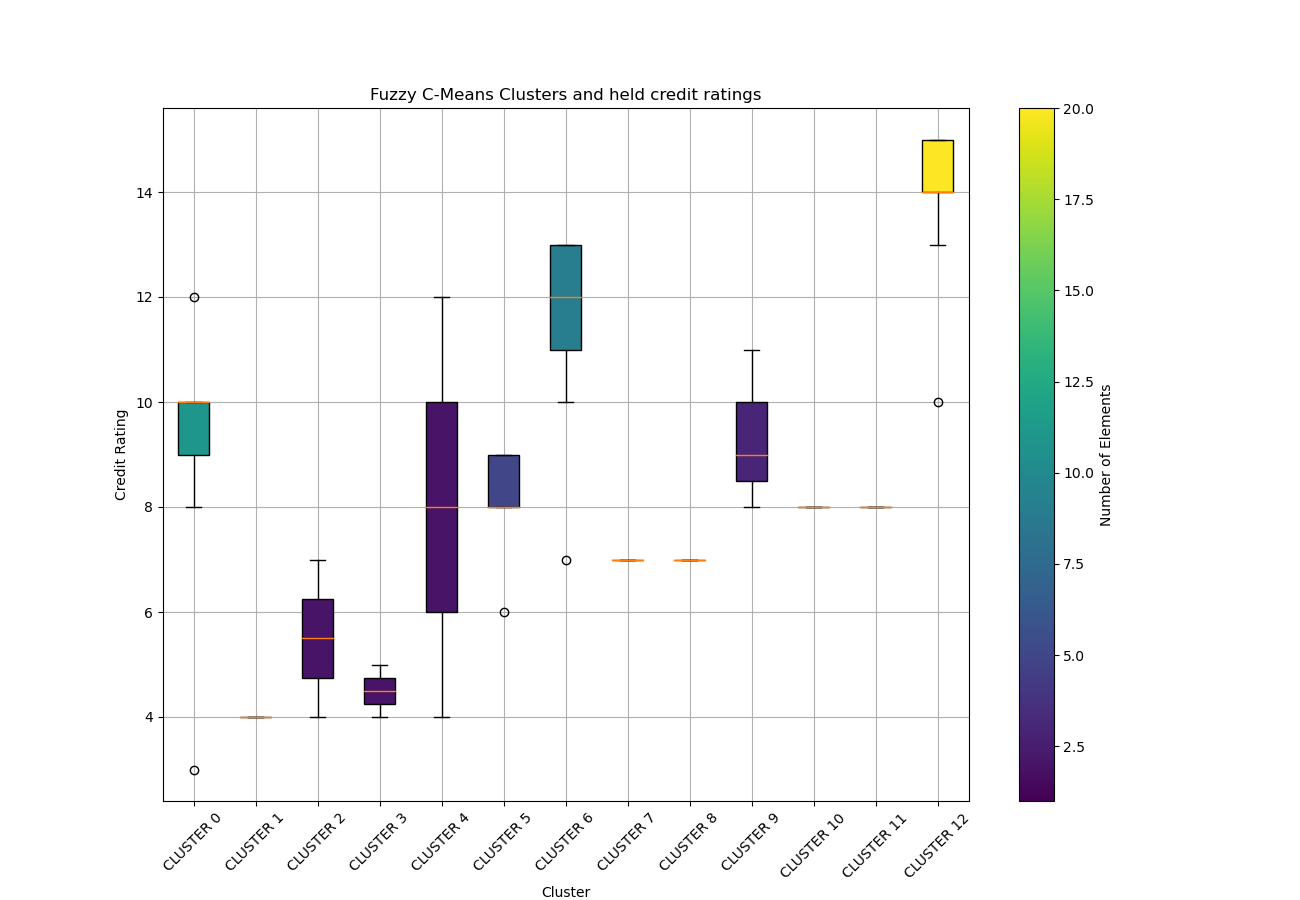 Fuzzy C-Means Clusters and held credit ratings
Credit Rating
14
12
10
8
6
4
CLUSTER 0
CLUSTER 1
CLUSTER 2
CLUSTER 3
CLUSTER 4
CLUSTER 5
CLUSTER 6
CLUSTER 7
CLUSTER 8
CLUSTER 9
CLUSTER 10
CLUSTER 11
CLUSTER 12
Cluster
20.0
17.5
15.0
12.5
10.0
7.5
5.0
2.5
Number of Elements